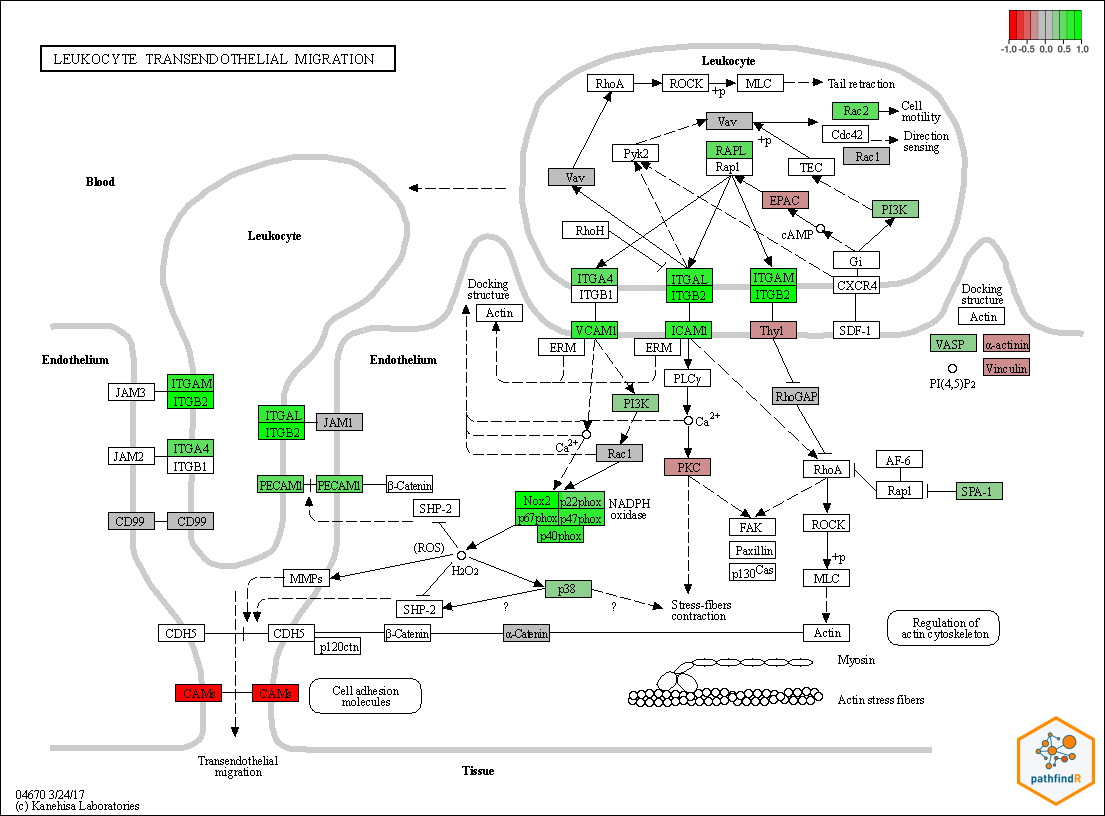 LEUKOCYTE TRANSENDOTHELIAL MIGRATION
-1.0 -0.5 0.0 0.5 1.0
Leukocyte
RhoA
ROCK
+p
MLC
Tail retraction
Vav
+p
Rac2
Cell
motility
Cdc42
Direction
sensing
Rac1
Pyk2
RAPL
Rap1
TEC
Vav
EPAC
PI3K
cAMP
RhoH
Gi
ITGA4
ITGB1
ITGAL
ITGB2
ITGAM
ITGB2
CXCR4
Blood
Leukocyte
Docking
structure
Actin
VCAM1
ICAM1
Thy1
SDF-1
Docking
structure
Actin
VASP
α-actinin
PI(4,5)P2
Vinculin
Endothelium
Endothelium
ERM
ERM
PLCγ
JAM3
ITGAM
ITGB2
PI3K
RhoGAP
ITGAL
ITGB2
JAM1
Ca2+
Ca2+
JAM2
ITGA4
ITGB1
Rac1
PKC
RhoA
AF-6
Rap1
SPA-1
PECAM1
PECAM1
β-Catenin
Nox2
p22phox
p67phox
p47phox
p40phox
NADPH
oxidase
SHP-2
CD99
CD99
FAK
Paxillin
p130Cas
ROCK
+p
MLC
(ROS)
H2O2
MMPs
p38
SHP-2
?
?
Stress-fibers
contraction
CDH5
CDH5
p120ctn
β-Catenin
α-Catenin
Actin
Regulation of
actin cytoskeleton
CAMs
CAMs
Cell adhesion
molecules
Myosin
Actin stress fibers
Transendothelial
migration
Tissue
pathfindR
04670 3/24/17
(c) Kanehisa Laboratories